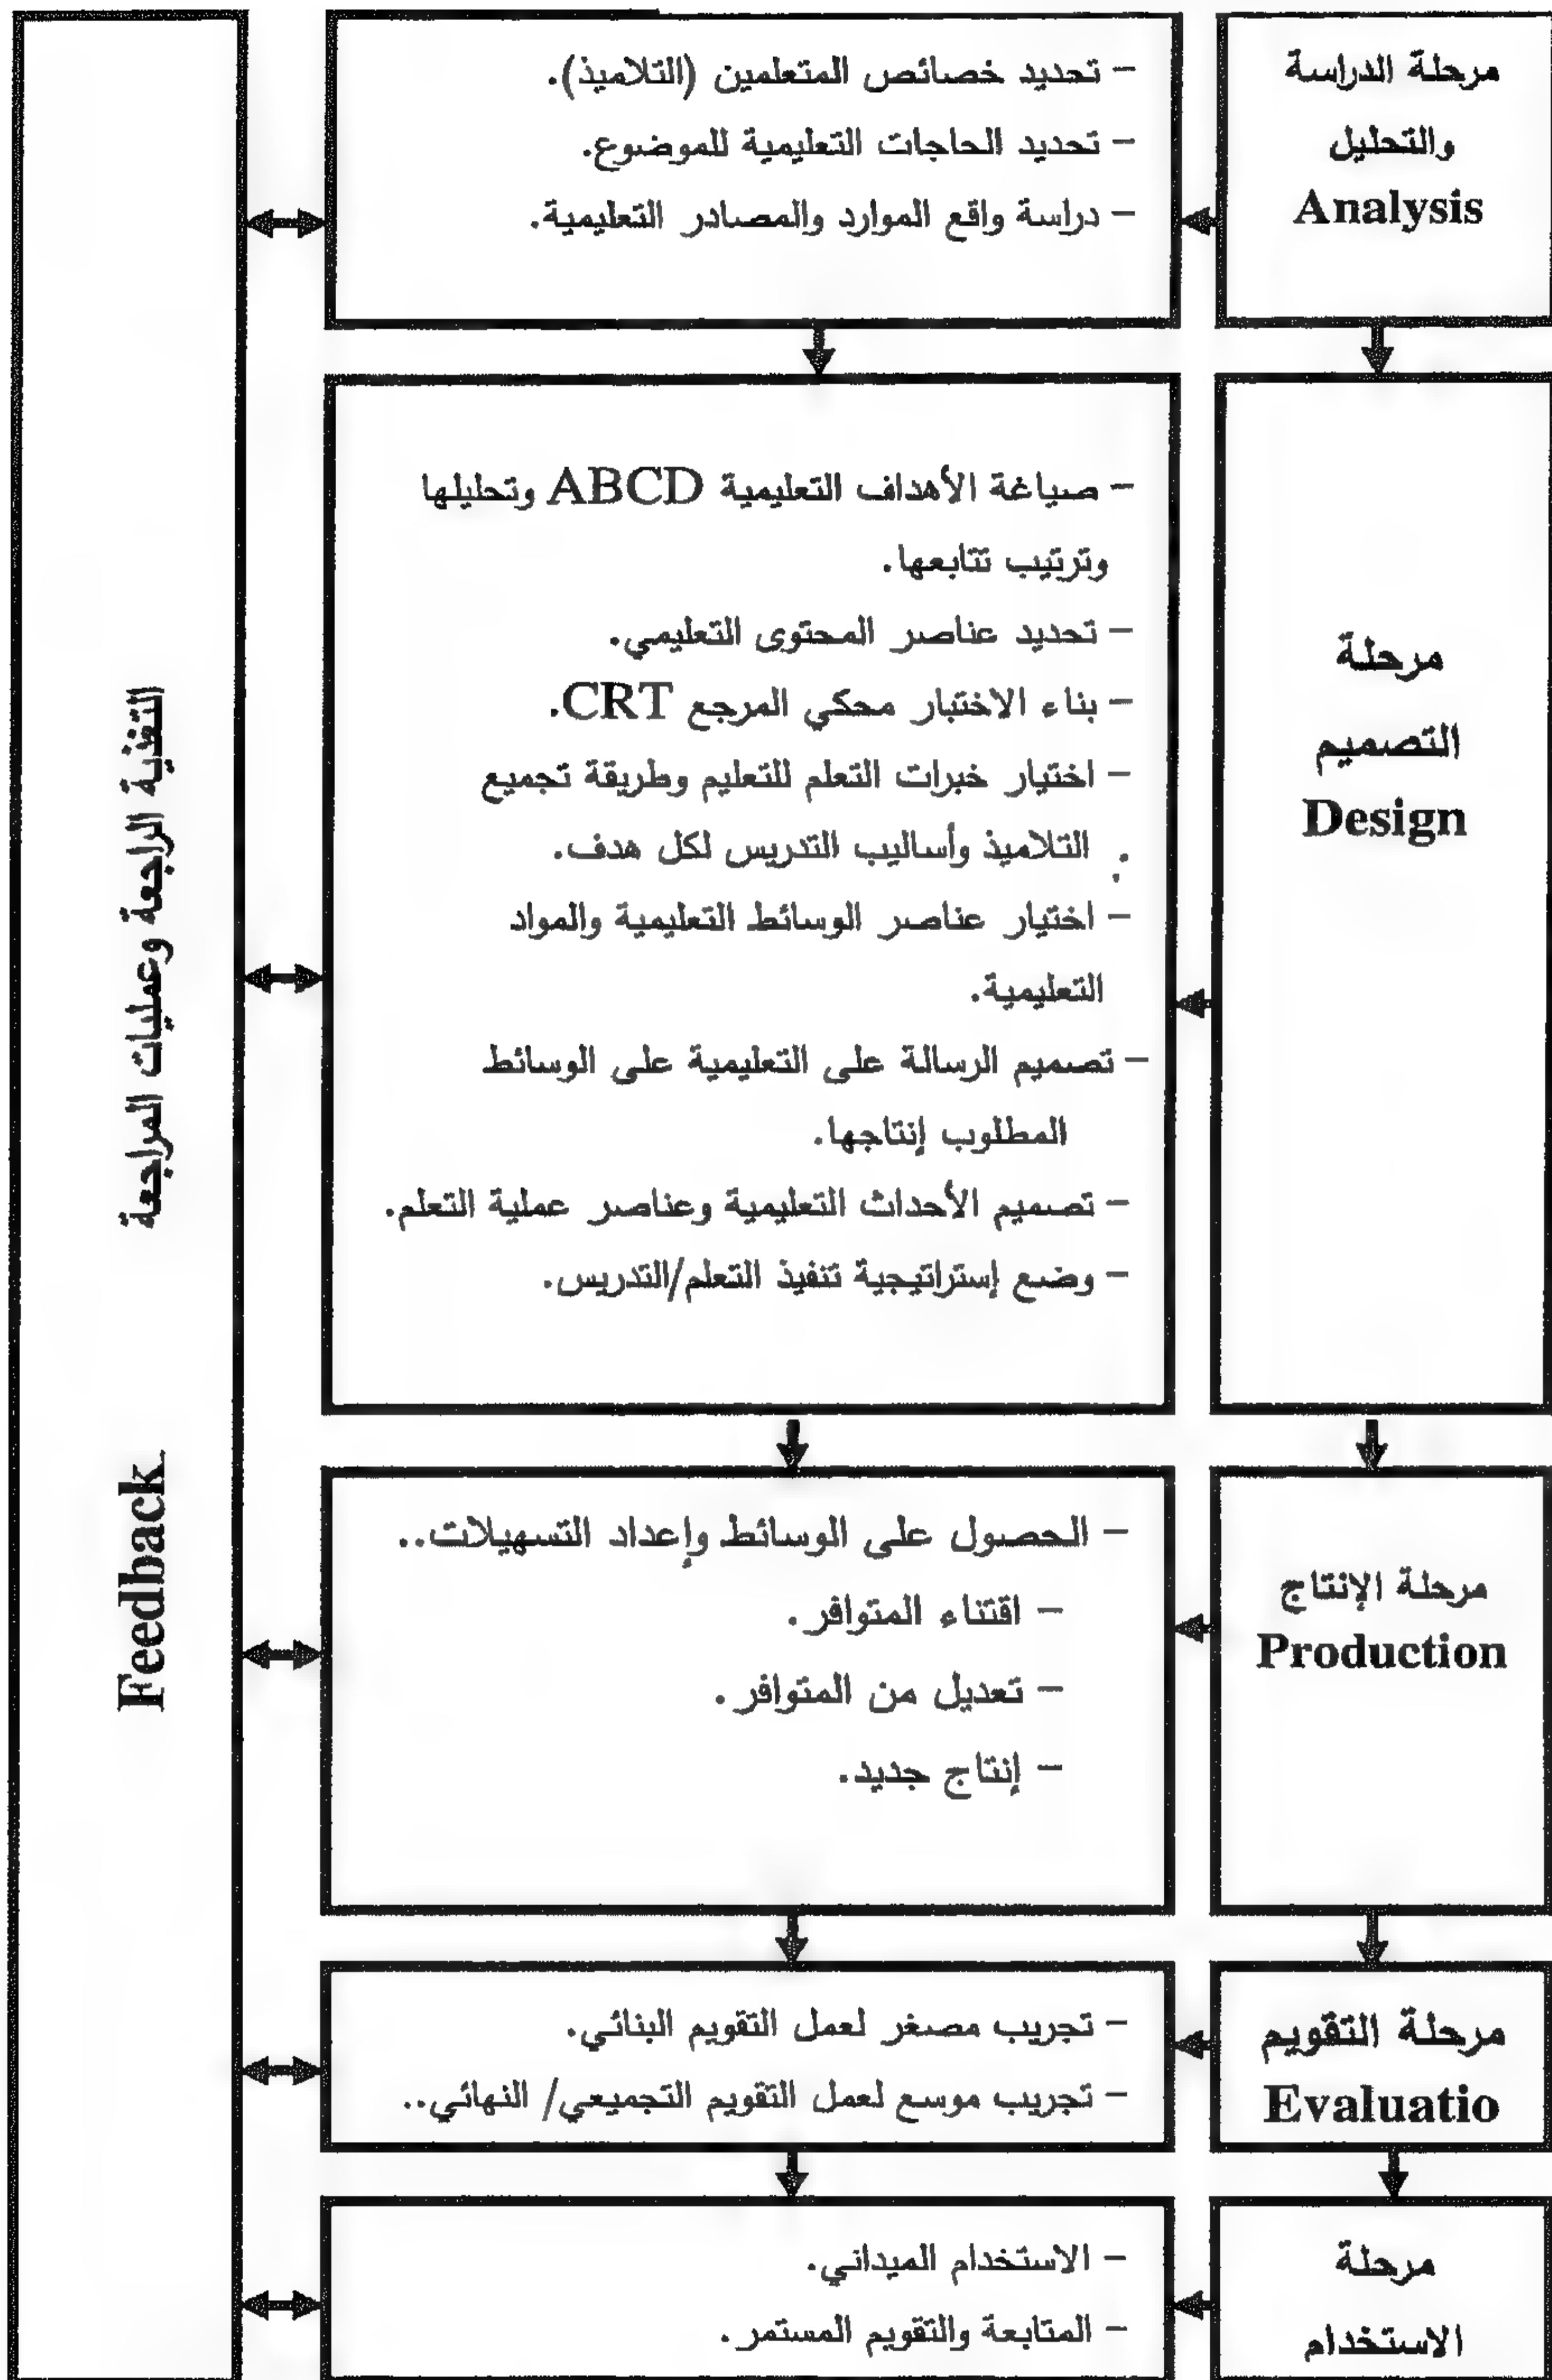 مرحلة الدراسة
والتحليل
Analysis
- تحديد خصائص المتعلمين (التلاميذ).
- تحديد الحاجات التعليمية للموضوع.
- دراسة واقع الموارد والمصادر التعليمية.
مرحلة
التصميم
Design
- صياغة الأهداف التعليمية ABCD وتحليلها
وترتيب تتابعها.
- تحديد عناصر المحتوى التعليمي.
- بناء الاختبار محكي المرجع CRT.
- اختيار خبرات التعلم للتعليم وطريقة تجميع
التلاميذ وأساليب التدريس لكل هدف.
- اختيار عناصر الوسائط التعليمية والمواد
التعليمية.
- تصميم الرسالة على التعليمية على الوسائط
المطلوب إنتاجها.
- تصميم الأحداث التعليمية وعناصر عملية التعلم.
- وضع إستراتيجية تنفيذ التعلم/التدريس.
مرحلة الإنتاج
Production
- الحصول على الوسائط وإعداد التسهيلات..
- اقتناء المتوافر.
- تعديل من المتوافر.
- إنتاج جديد.
مرحلة التقويم
Evaluatio
- تجريب مصغر لعمل التقويم البنائي.
- تجريب موسع لعمل التقويم التجميعي/ النهائي..
مرحلة
الاستخدام
- الاستخدام الميداني.
- المتابعة والتقويم المستمر.
التغذية الراجعة وعمليات المراجعة
Feedback